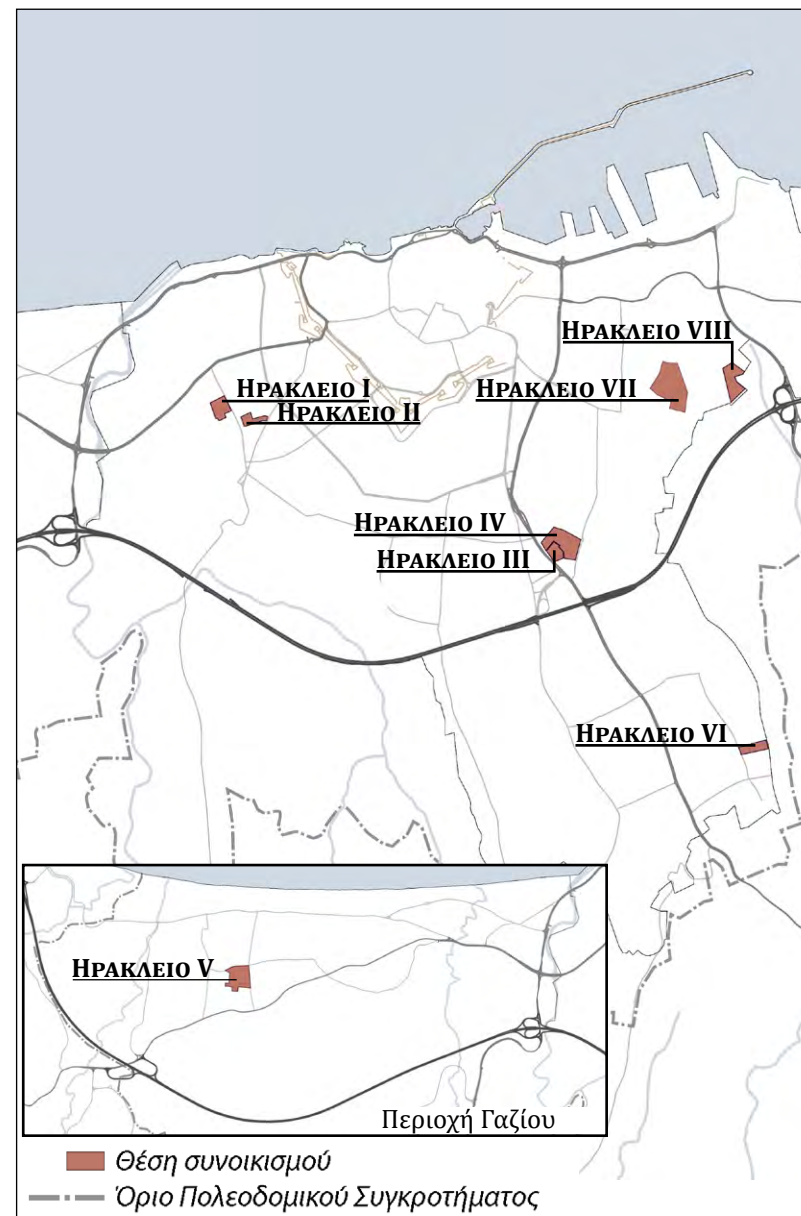 ΗΡΑΚΛΕΙΟ VIII
ΗΡΑΚΛΕΙΟ I
ΗΡΑΚΛΕΙΟ VII
ΗΡΑΚΛΕΙΟ II
ΗΡΑΚΛΕΙΟ IV
ΗΡΑΚΛΕΙΟ III
ΗΡΑΚΛΕΙΟ VI
ΗΡΑΚΛΕΙΟ V
Περιοχή Γαζίου
Θέση συνοικισμού
Όριο Πολεοδομικού Συγκροτήματος